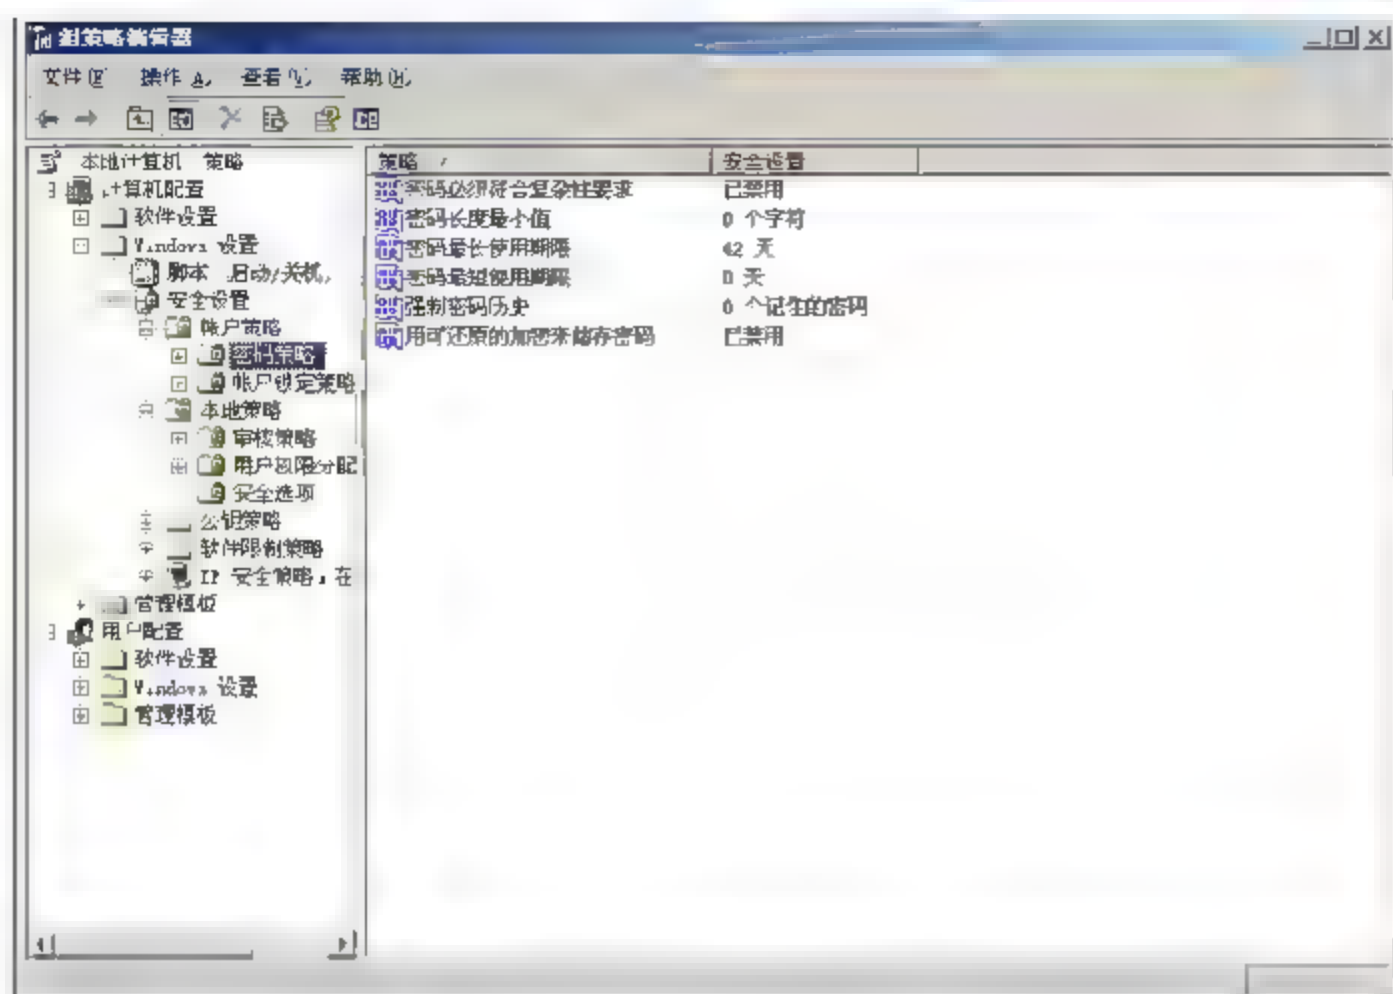 组策略编辑器
文件(F) 操作(A) 查看(V) 帮助(H)
本地计算机 策略
计算机配置
软件设置
Windows 设置
脚本 启动/关机
安全设置
帐户策略
密码策略
帐户锁定策略
本地策略
审核策略
用户权限分配
安全选项
公钥策略
软件限制策略
IP 安全策略，在
管理模板
用户配置
软件设置
Windows 设置
管理模板
策略 安全设置
密码必须符合复杂性要求 已禁用
密码长度最小值 0 个字符
密码最长使用期限 42 天
密码最短使用期限 0 天
强制密码历史 0 个记住的密码
用可还原的加密来储存密码 已禁用